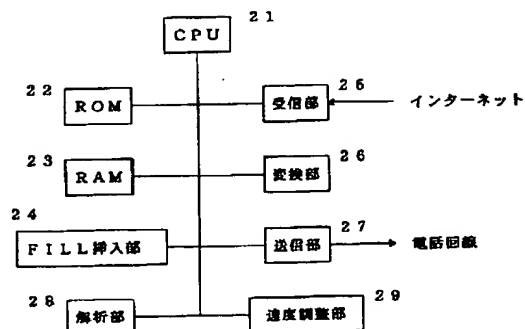 21
CPU
22
ROM
26
受信部
インターネット
23
RAM
26
変換部
24
FILL挿入部
27
送信部
電話回線
28
解析部
29
速度調整部